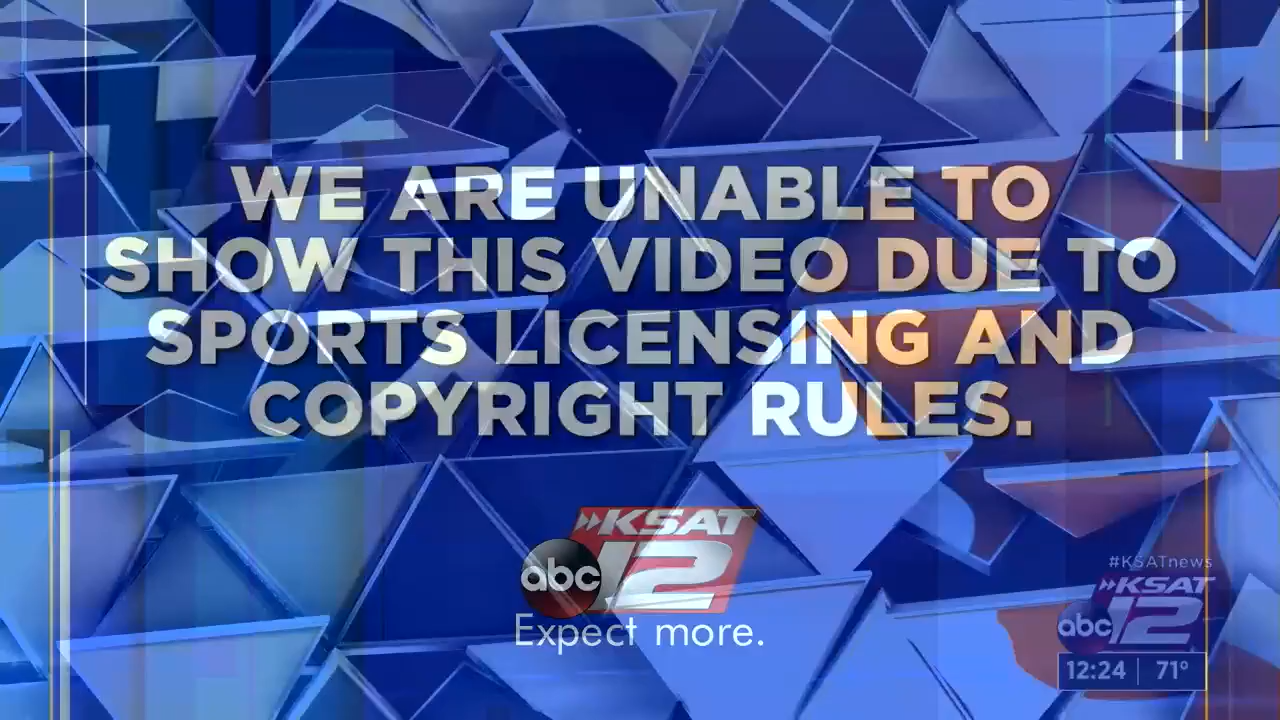 WE ARE UNABLE TO
SHOW THIS VIDEO DUE TO
SPORTS LICENSING AND
COPYRIGHT RULES.
KSAT
abc 12
Expect more.
#KSATnews
KSAT
abc 12
12:24 71°